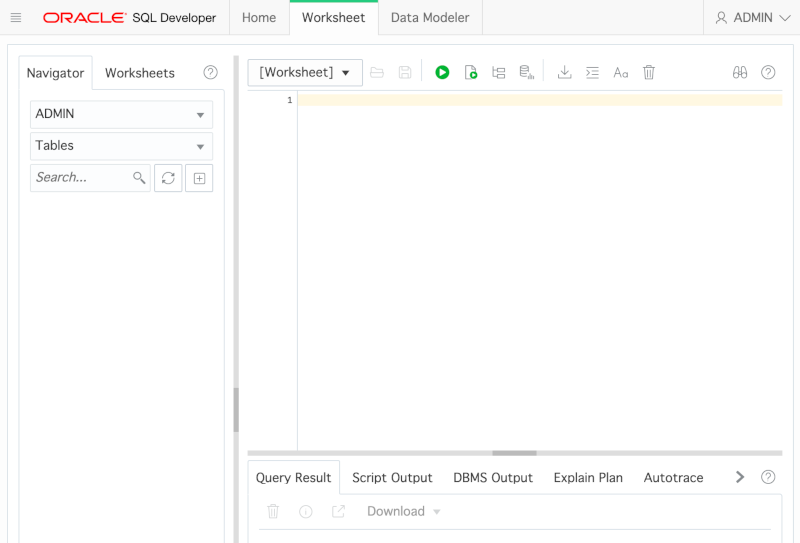 ORACLE SQL Developer Home Worksheet Data Modeler ADMIN
Navigator Worksheets
[Worksheet] Aa
1
ADMIN
Tables
Search...
Query Result Script Output DBMS Output Explain Plan Autotrace
Download